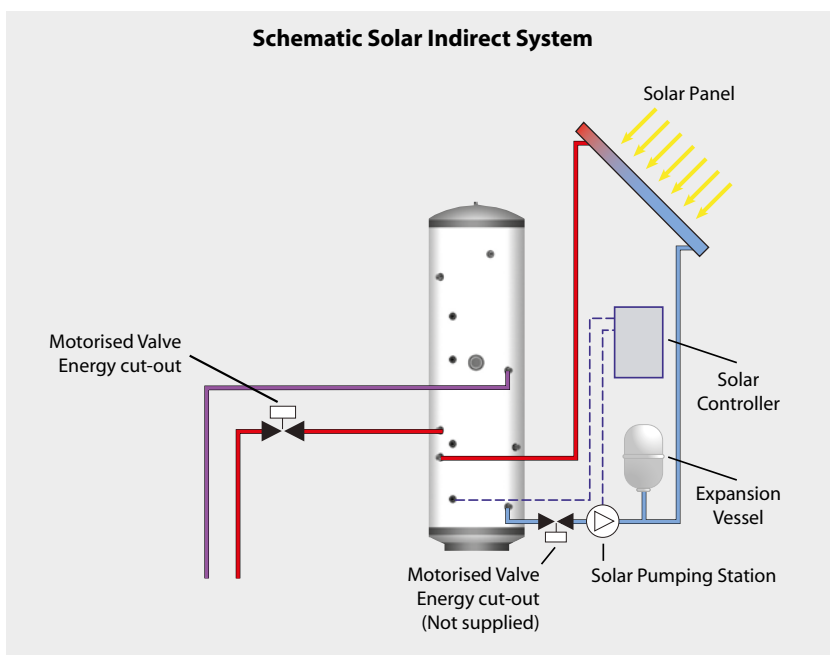 Schematic Solar Indirect System
Solar Panel
Motorised Valve
Energy cut-out
Solar
Controller
Expansion
Vessel
Motorised Valve
Energy cut-out
(Not supplied)
Solar Pumping Station